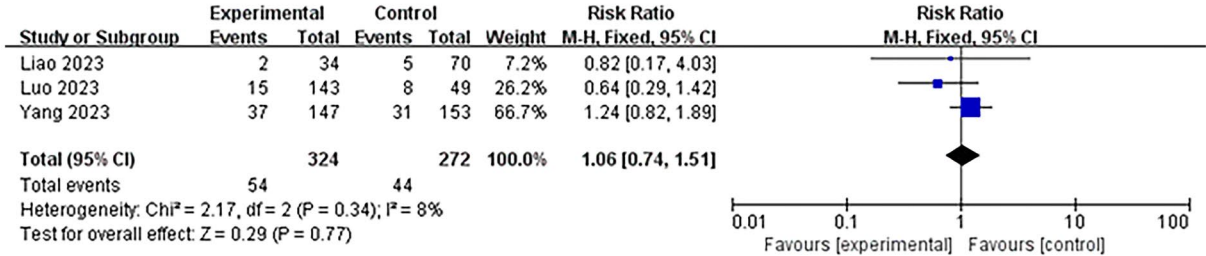 Experimental Control Risk Ratio Risk Ratio
Study or Subgroup Events Total Events Total Weight M-H, Fixed, 95% CI M-H, Fixed, 95% CI
Liao 2023 2 34 5 70 7.2% 0.82 [0.17, 4.03]
Luo 2023 15 143 8 49 26.2% 0.64 [0.29, 1.42]
Yang 2023 37 147 31 153 66.7% 1.24 [0.82, 1.89]
Total (95% CI) 324 272 100.0% 1.06 [0.74, 1.51]
Total events 54 44
Heterogeneity: Chi² = 2.17, df = 2 (P = 0.34); I² = 8%
Test for overall effect: Z = 0.29 (P = 0.77)
0.01 0.1 1 10 100
Favours [experimental] Favours [control]